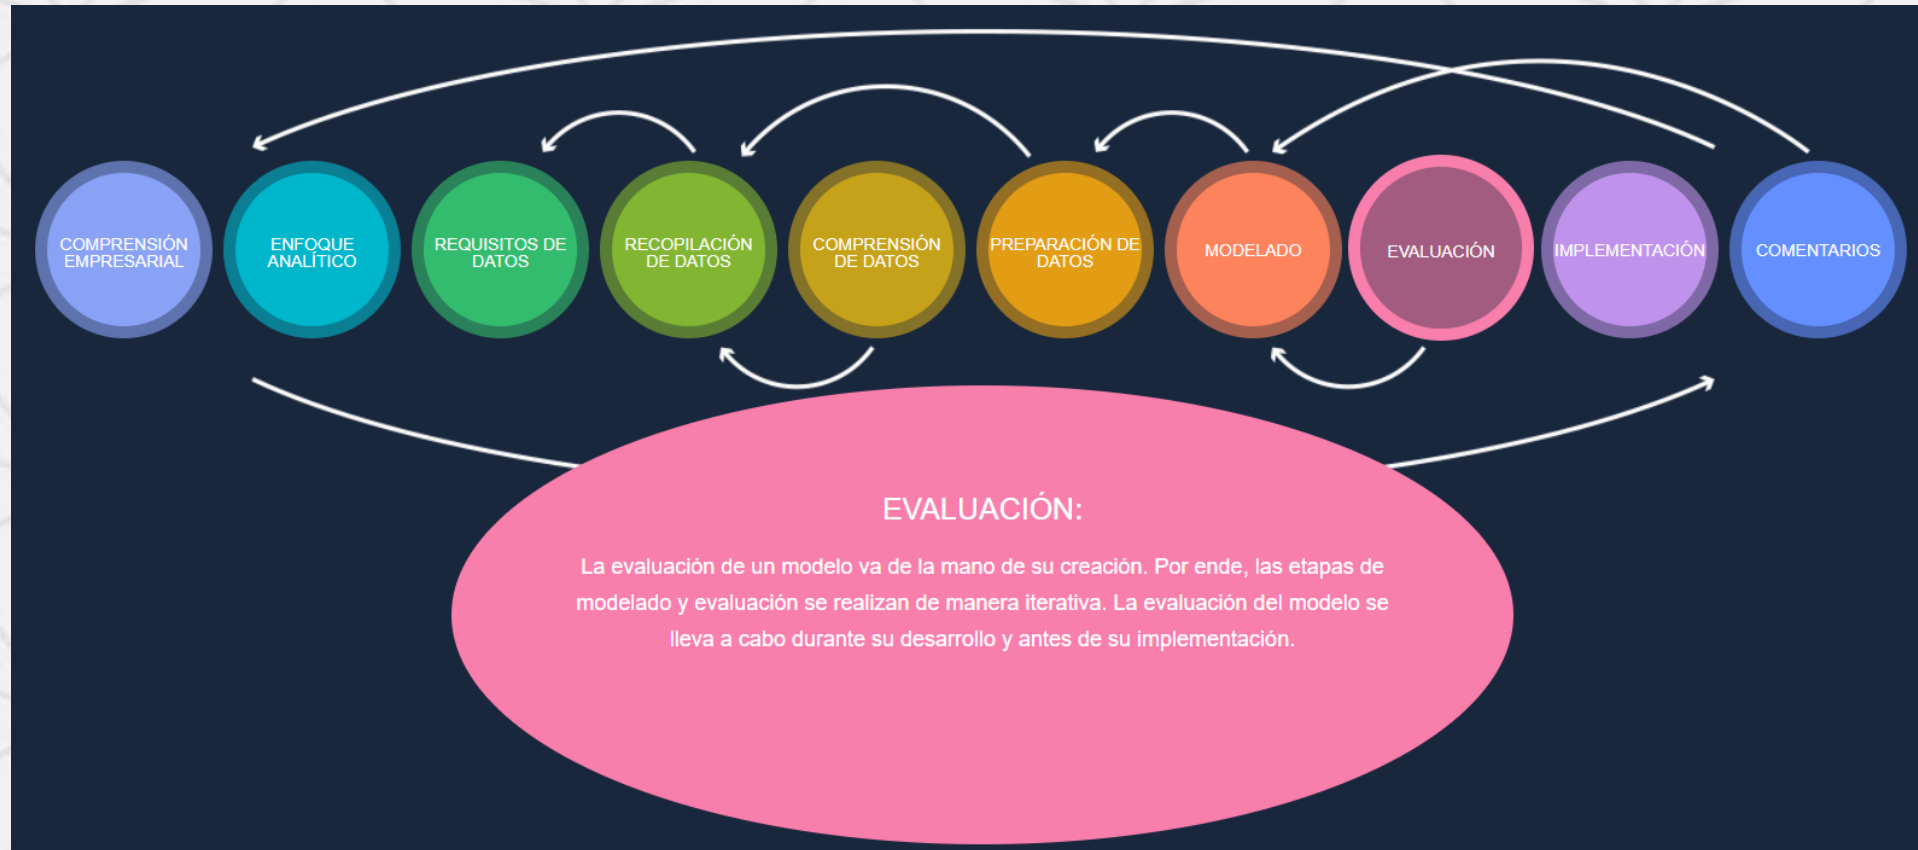 COMPRENSIÓN
EMPRESARIAL
ENFOQUE
ANALÍTICO
REQUISITOS DE
DATOS
RECOPILACIÓN
DE DATOS
COMPRENSIÓN
DE DATOS
PREPARACIÓN DE
DATOS
MODELADO
EVALUACIÓN
IMPLEMENTACIÓN
COMENTARIOS
EVALUACIÓN:
La evaluación de un modelo va de la mano de su creación. Por ende, las etapas de
modelado y evaluación se realizan de manera iterativa. La evaluación del modelo se
lleva a cabo durante su desarrollo y antes de su implementación.